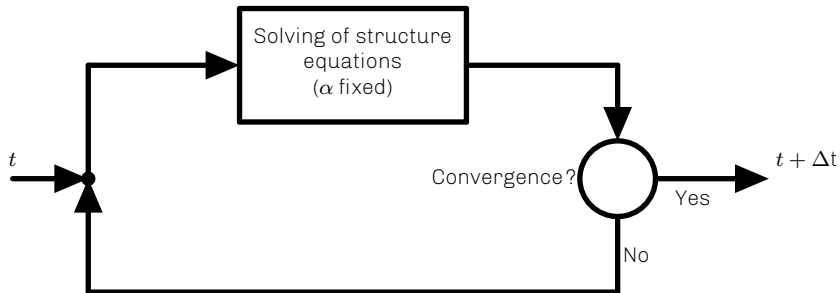 Solving of structure
equations
(α fixed)
t
Convergence?
t + Δt
Yes
No